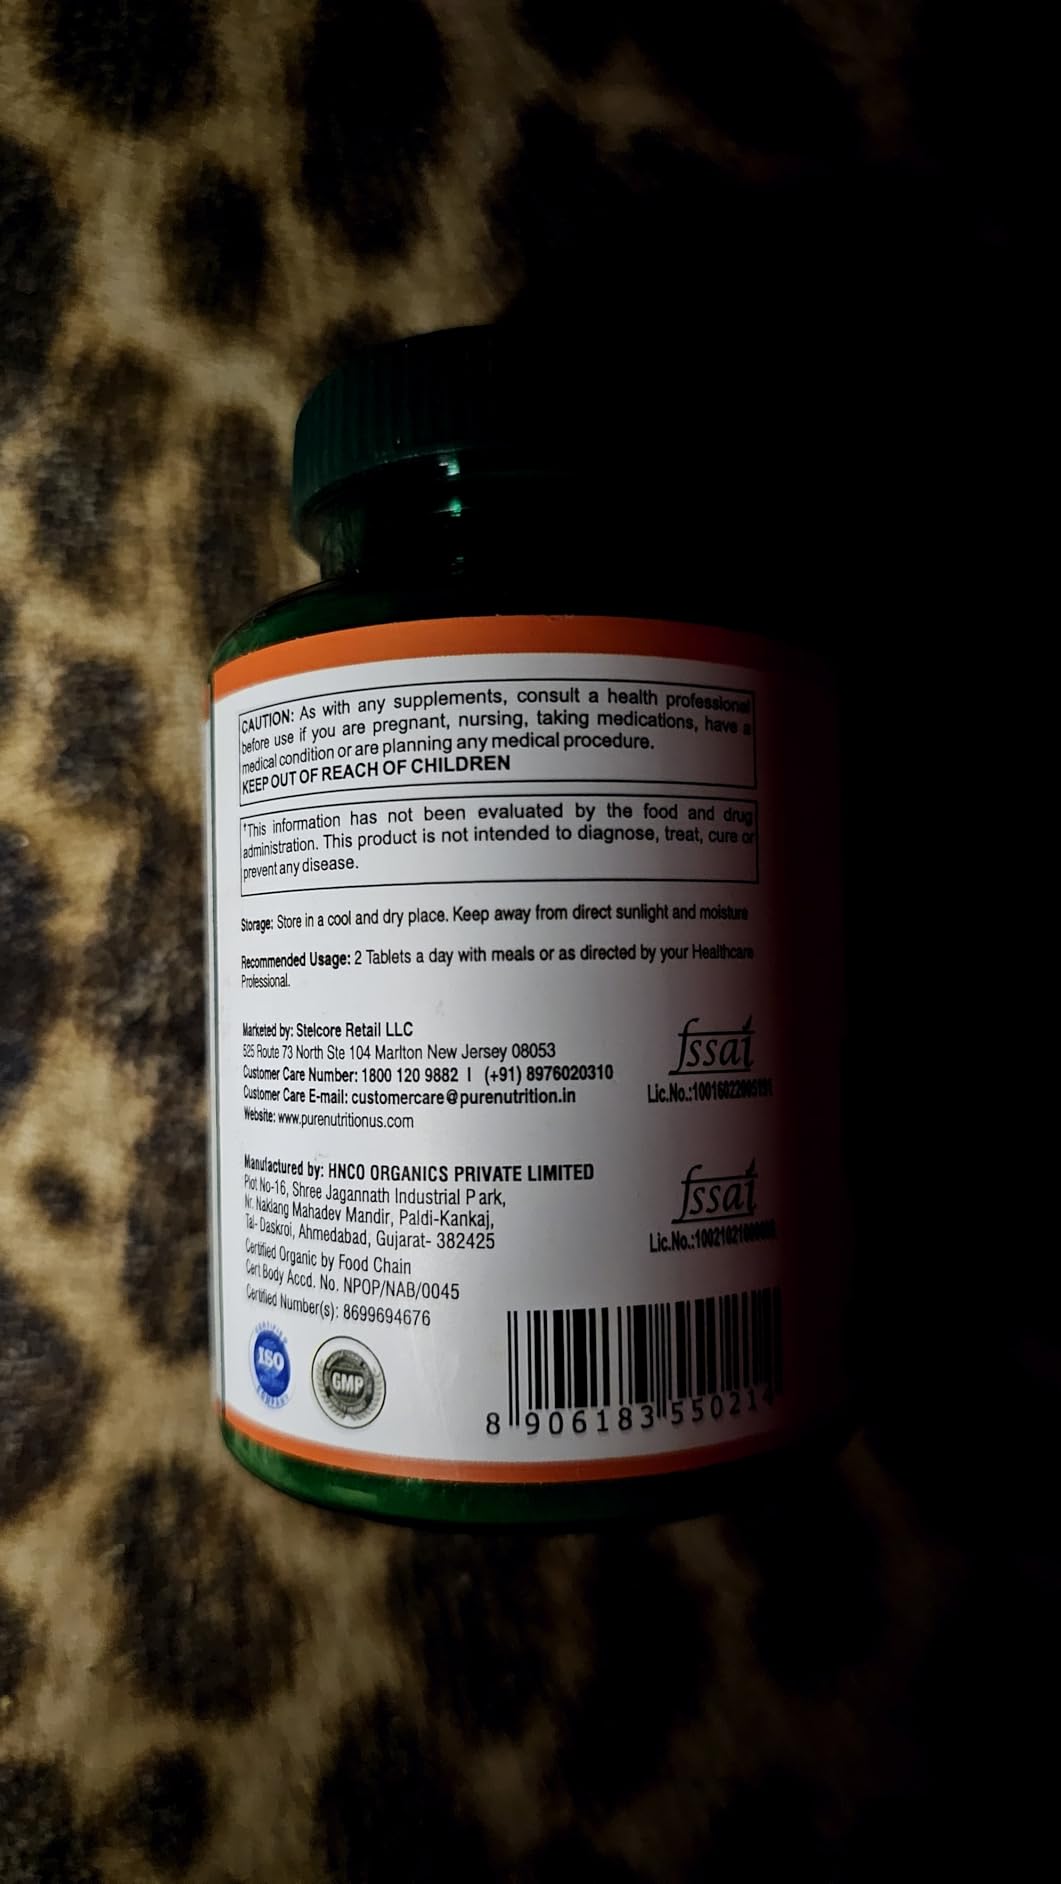 CAUTION: As with any supplements, consult a health professional
before use if you are pregnant, nursing, taking medications, have a
medical condition or are planning any medical procedure.
KEEP OUT OF REACH OF CHILDREN
*This information has not been evaluated by the food and drug
administration. This product is not intended to diagnose, treat, cure or
prevent any disease.
Storage: Store in a cool and dry place. Keep away from direct sunlight and moisture
Recommended Usage: 2 Tablets a day with meals or as directed by your Healthcare
Professional.
Marketed by: Stelcore Retail LLC
525 Route 73 North Ste 104 Marlton New Jersey 08053
Customer Care Number: 1800 120 9882 I (+91) 8976020310
Customer Care E-mail: customercare@purenutrition.in
Website: www.purenutritionus.com
fssai
Lic.No.:
Manufactured by: HNCO ORGANICS PRIVATE LIMITED
Plot No-16, Shree Jagannath Industrial Park,
Nr. Naklang Mahadev Mandir, Paldi-Kankaj,
Tal- Daskroi, Ahmedabad, Gujarat- 382425
Certified Organic by Food Chain
Cert Body Accd. No. NPOP/NAB/0045
Certified Number(s): 8699694676
fssai
Lic.No.:
CERTIFIED
ISO
COMPANY
GMP
8 906183 550214